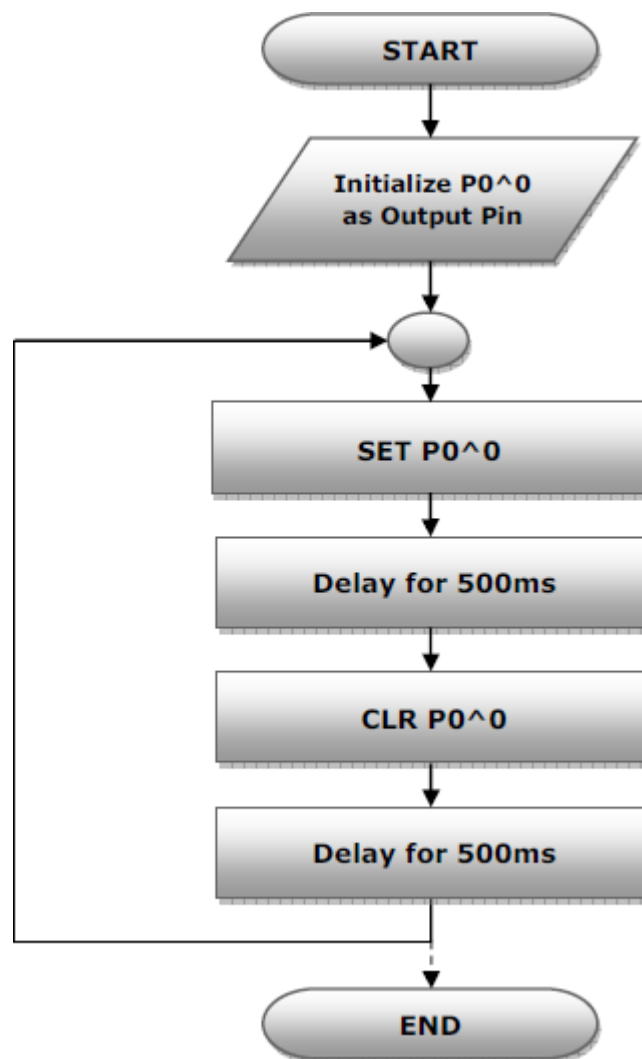 START
Initialize P0^0
as Output Pin
SET P0^0
Delay for 500ms
CLR P0^0
Delay for 500ms
END